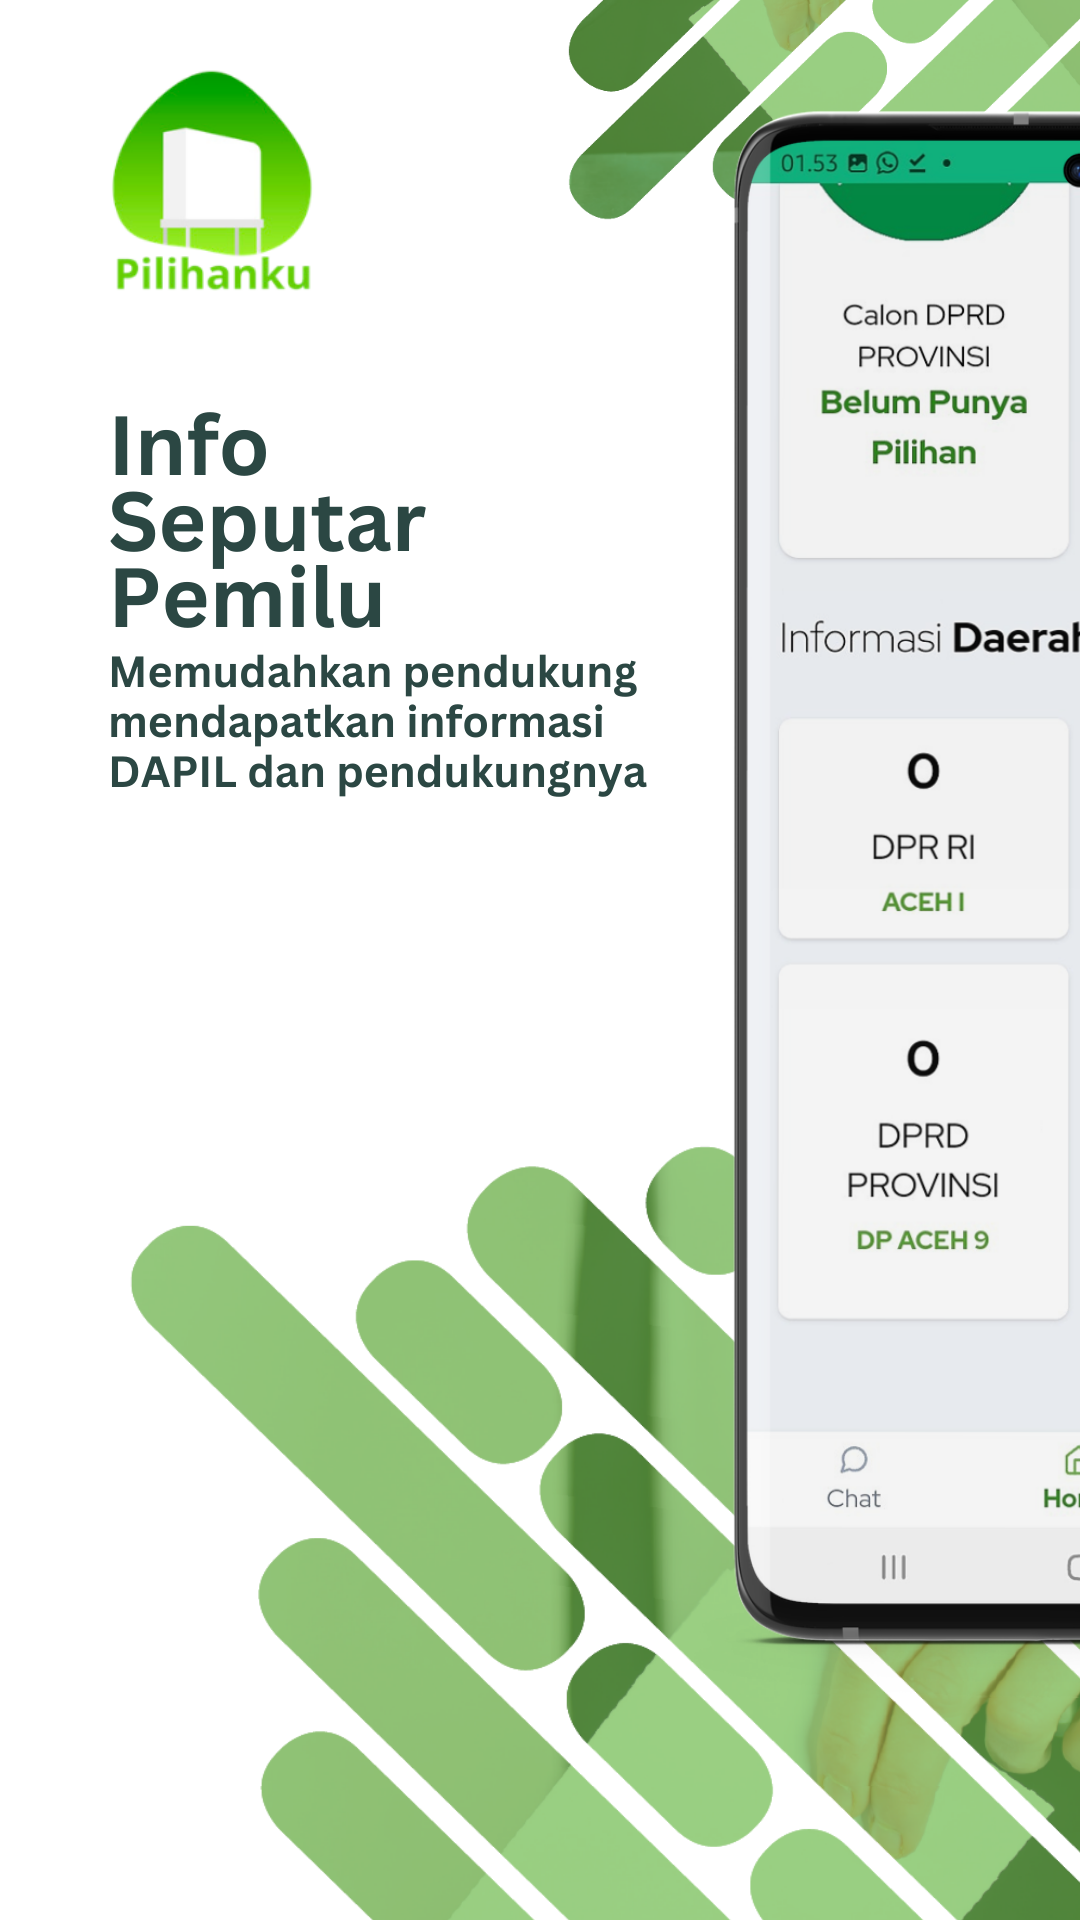 Pilihanku
Info
Seputar
Pemilu
Memudahkan pendukung
mendapatkan informasi
DAPIL dan pendukungnya
01.53
Calon DPRD
PROVINSI
Belum Punya
Pilihan
Informasi Daerah
0
DPR RI
ACEH I
0
DPRD
PROVINSI
DP ACEH 9
Chat